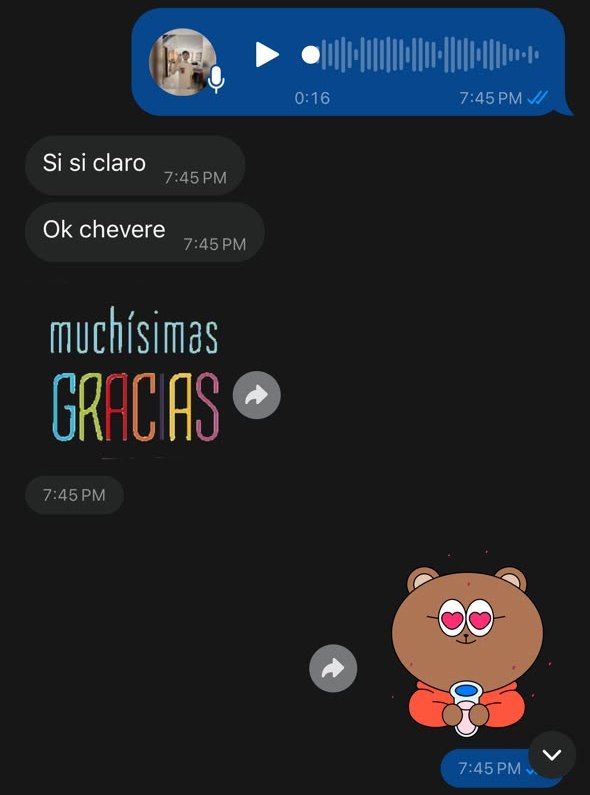 0:16 7:45 PM
Si si claro 7:45 PM
Ok chevere 7:45 PM
muchísimas
GRACIAS
7:45 PM
7:45 PM